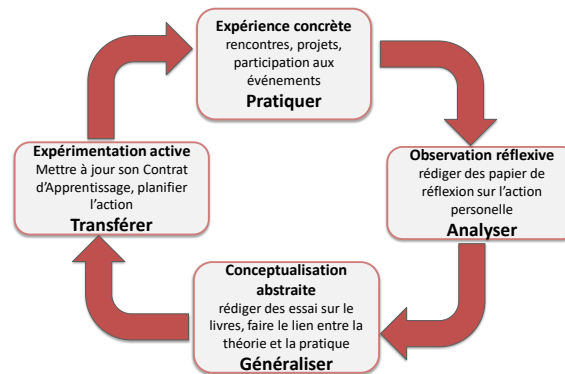 Expérience concrète
rencontres, projets,
participation aux
événements
Pratiquer
Observation réflexive
rédiger des papier de
réflexion sur l'action
personelle
Analyser
Conceptualisation
abstraite
rédiger des essai sur le
livres, faire le lien entre la
théorie et la pratique
Généraliser
Expérimentation active
Mettre à jour son Contrat
d'Apprentissage, planifier
l'action
Transférer